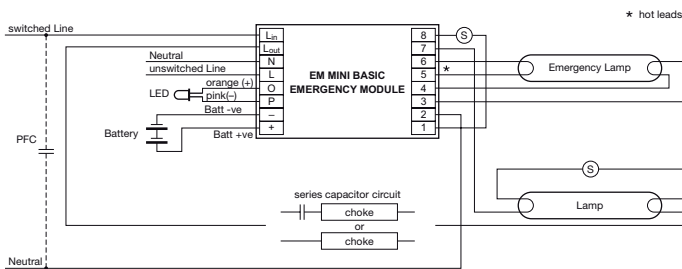 * hot leads
switched Line
Lin
Lout
N
L
O
P
–
+
Neutral
unswitched Line
orange (+)
pink(–)
LED
Batt -ve
Battery
Batt +ve
EM MINI BASIC
EMERGENCY MODULE
8
7
6
5
4
3
2
1
S
*
Emergency Lamp
PFC
S
Lamp
series capacitor circuit
choke
or
choke
Neutral